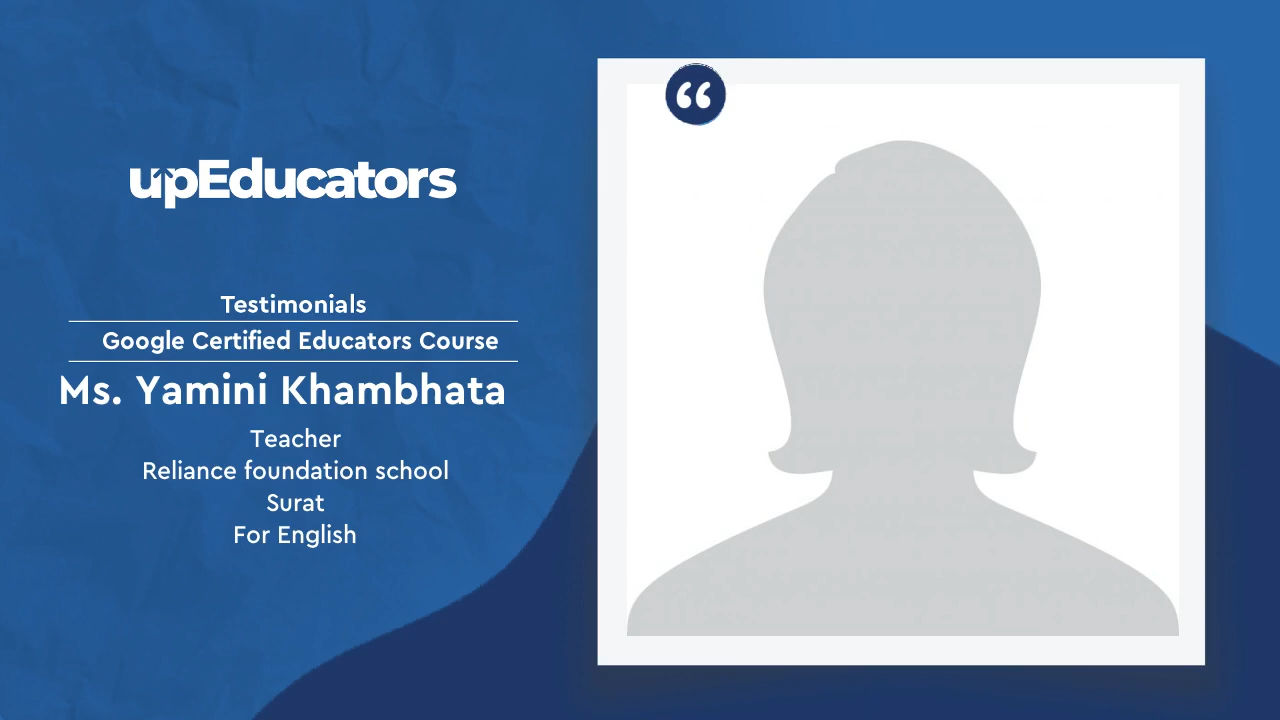 upEducators
Testimonials
Google Certified Educators Course
Ms. Yamini Khambhata
Teacher
Reliance foundation school
Surat
For English